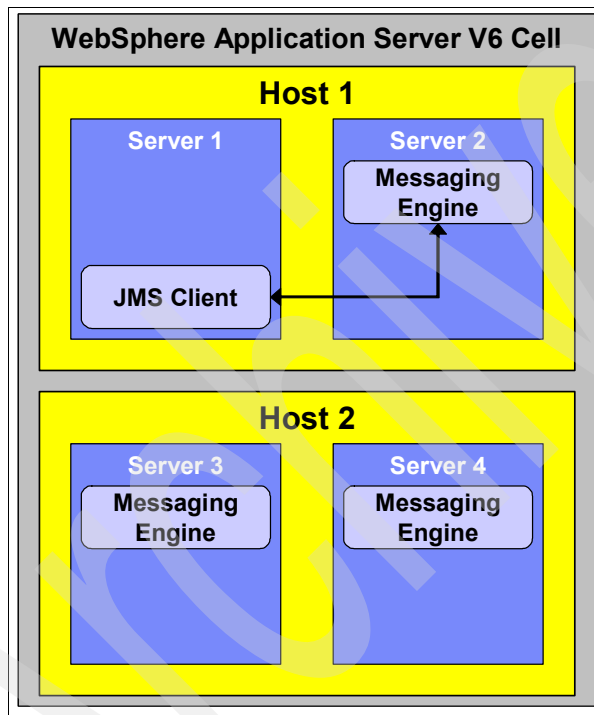 WebSphere Application Server V6 Cell
Host 1
Server 1
Server 2
Messaging
Engine
JMS Client
Host 2
Server 3
Server 4
Messaging
Engine
Messaging
Engine